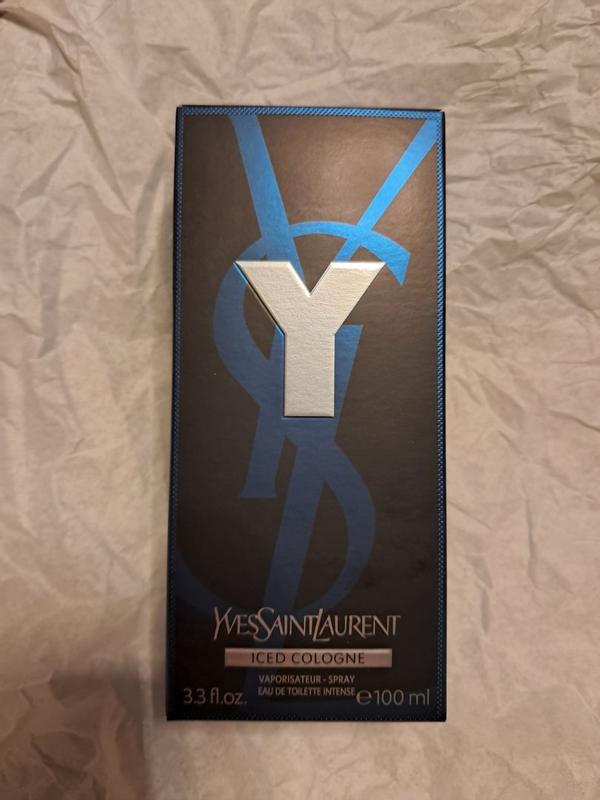 Y
YVESSAINTLAURENT
ICED COLOGNE
VAPORISATEUR - SPRAY
3.3 fl.oz. EAU DE TOILETTE INTENSE ℮100 ml